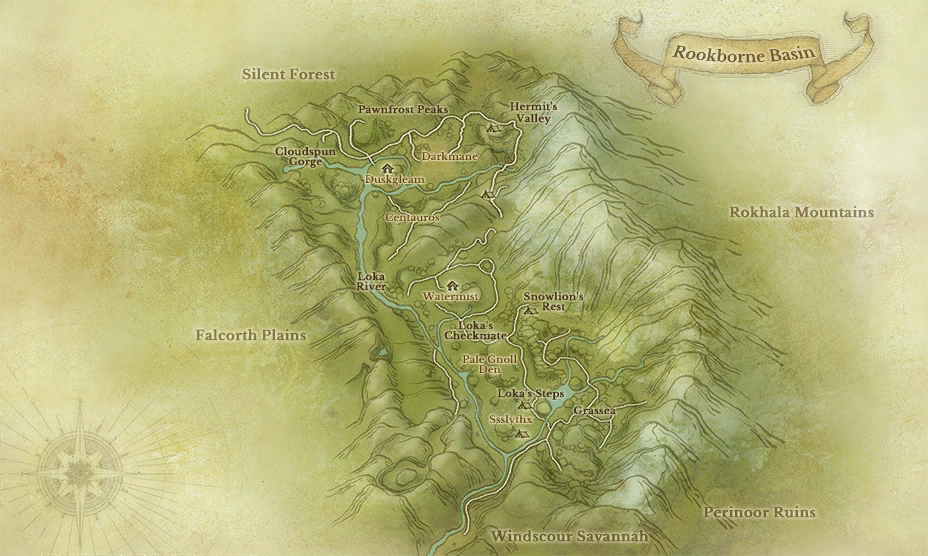 Rookborne Basin
Silent Forest
Pawnfrost Peaks
Hermit's
Valley
Cloudspun
Gorge
Darkmane
Duskgleam
Rokhala Mountains
Centauros
Loka
River
Watermist
Snowlion's
Rest
Falcorth Plains
Loka's
Checkmate
Pale Gnoll
Den
Loka's Steps
Grassea
Ssslythx
Perinoor Ruins
Windscour Savannah